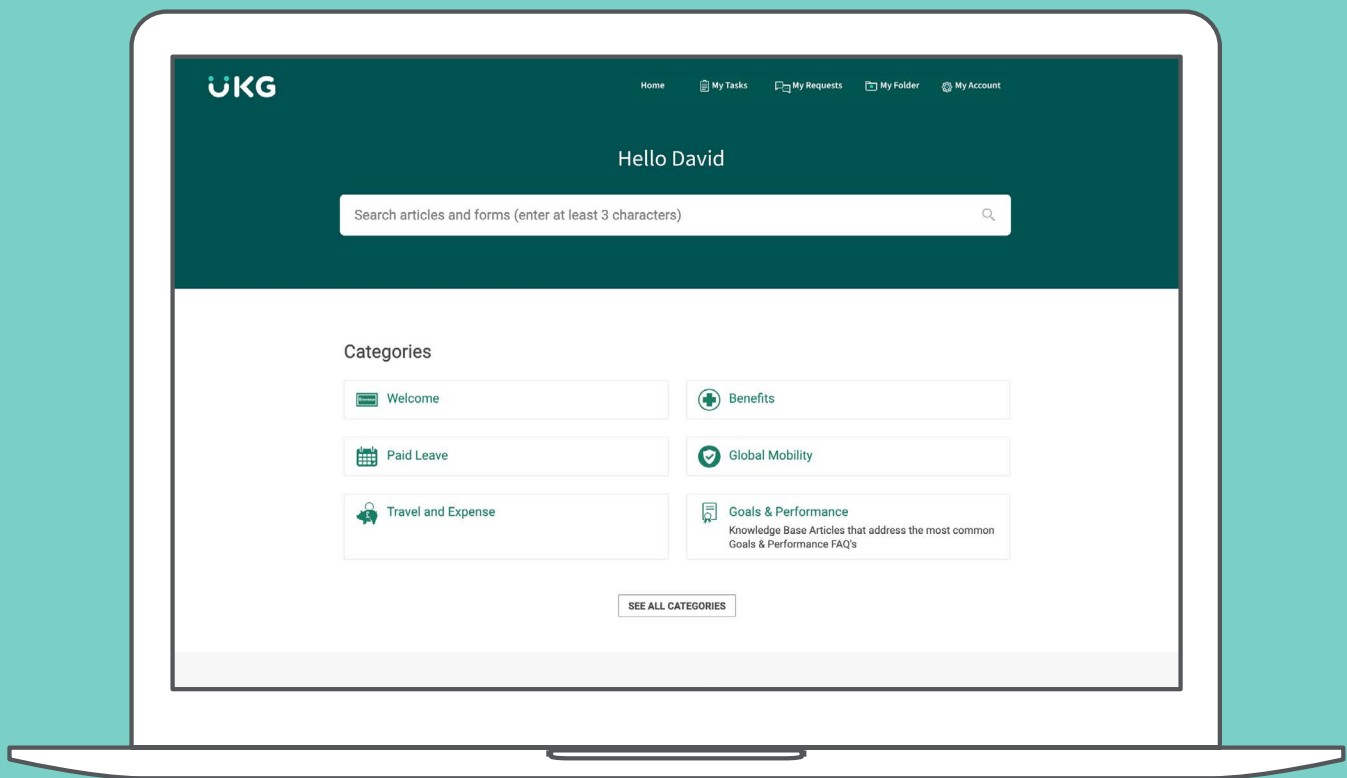 UKG
Home My Tasks My Requests My Folder My Account
Hello David
Search articles and forms (enter at least 3 characters)
Categories
Welcome
Benefits
Paid Leave
Global Mobility
Travel and Expense
Goals & Performance
Knowledge Base Articles that address the most common
Goals & Performance FAQ's
SEE ALL CATEGORIES